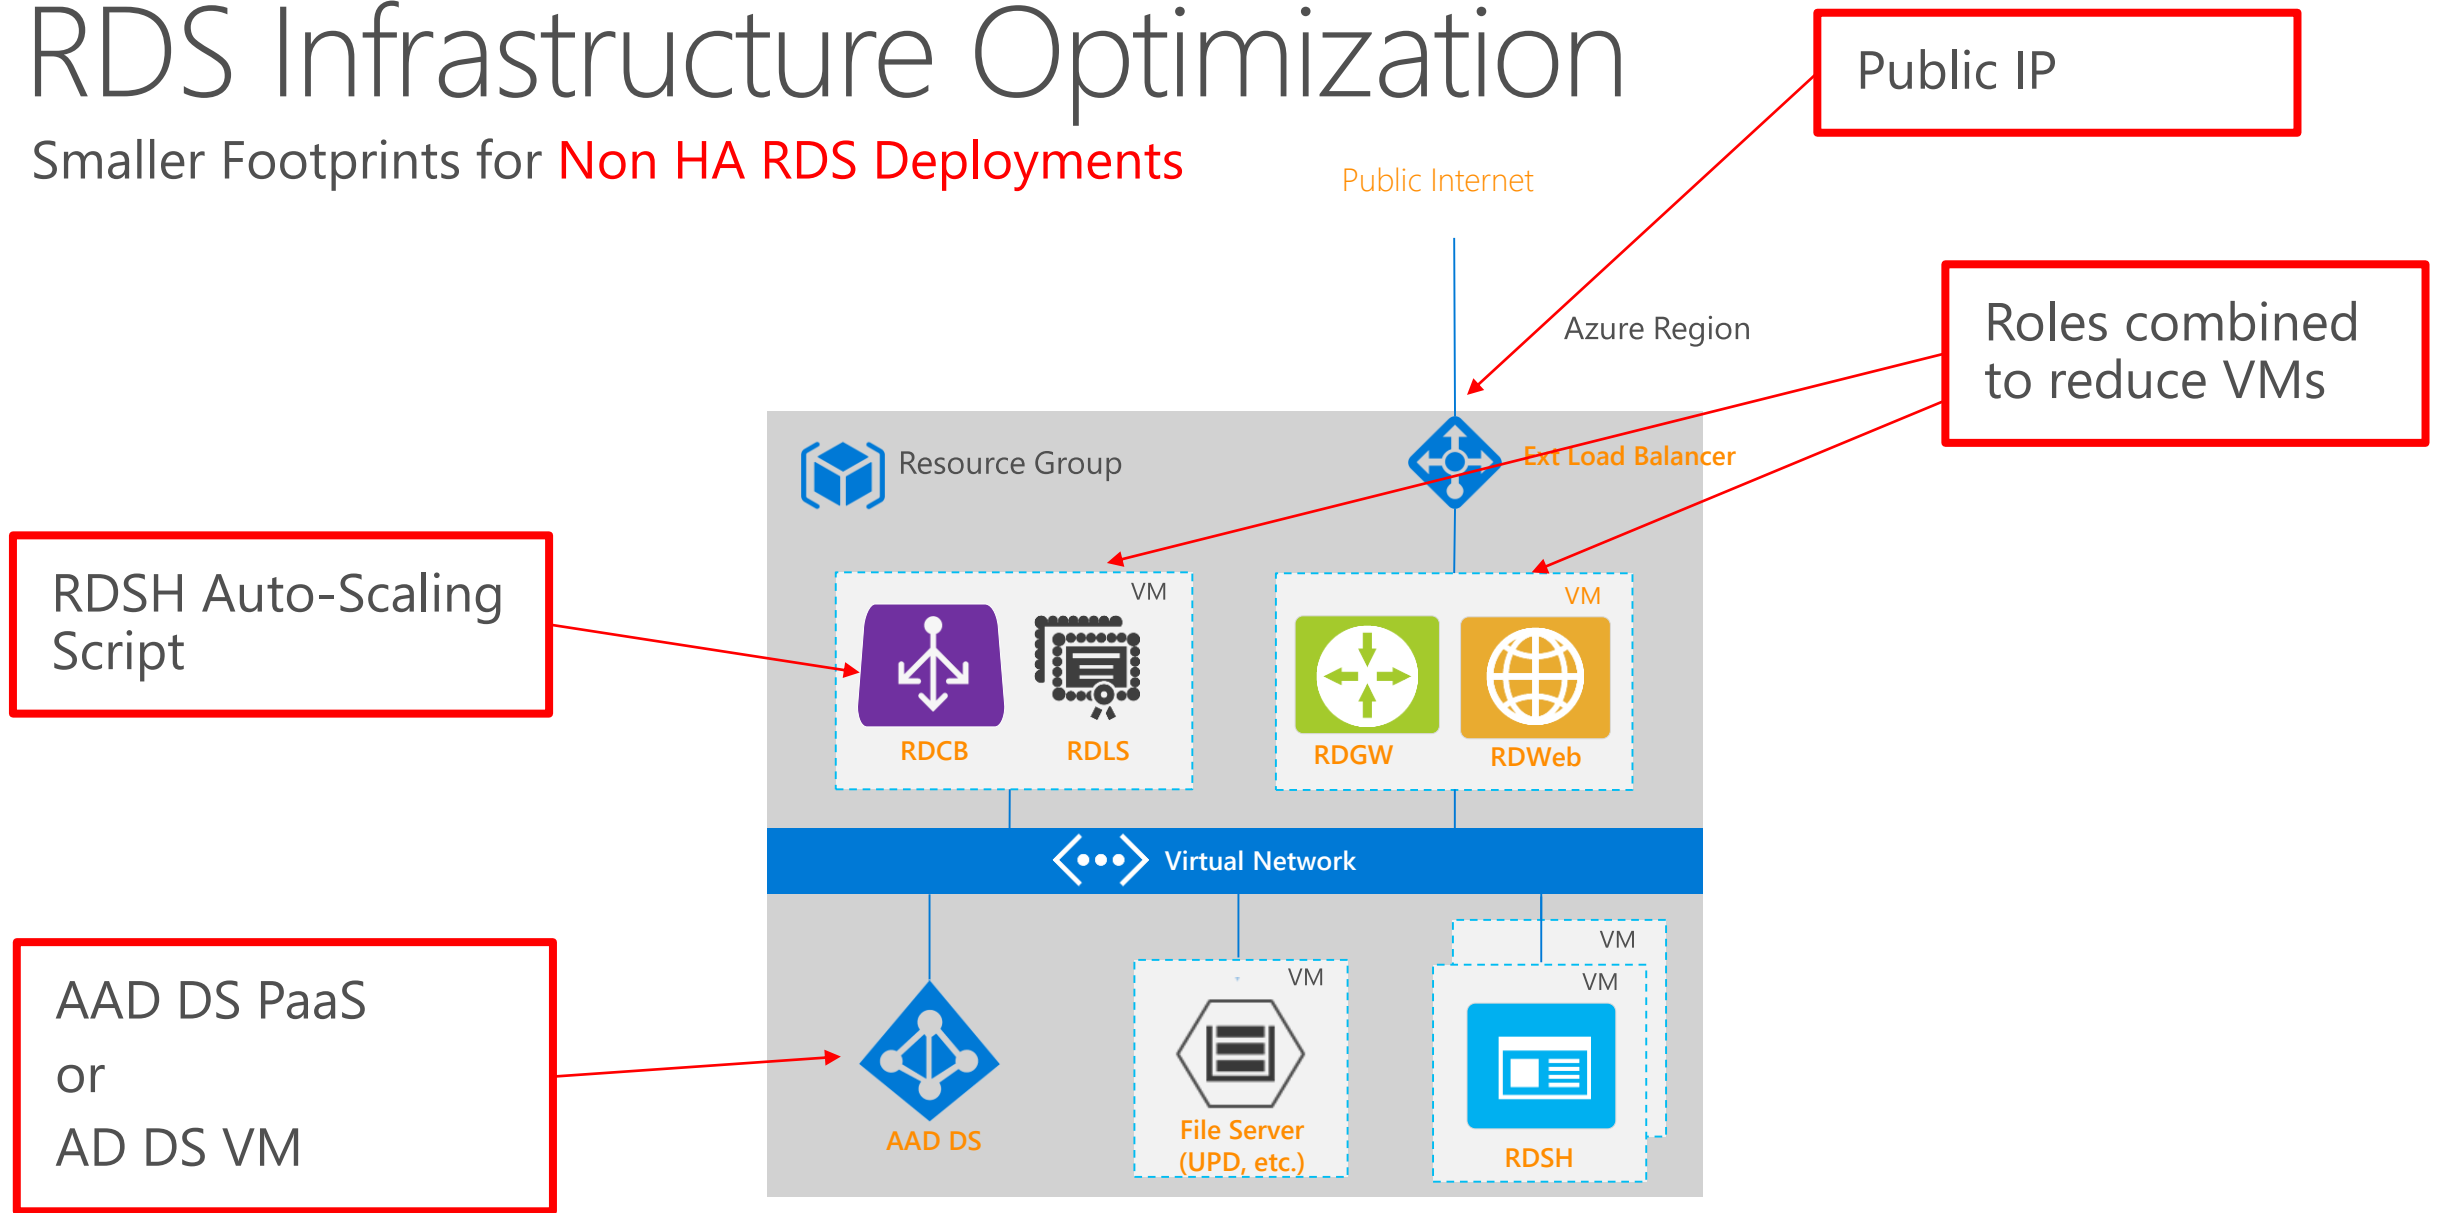 RDS Infrastructure Optimization
Smaller Footprints for Non HA RDS Deployments
Public IP
Public Internet
Azure Region
Roles combined
to reduce VMs
Resource Group
Ext Load Balancer
RDSH Auto-Scaling
Script
VM
RDCB
RDLS
VM
RDGW
RDWeb
Virtual Network
AAD DS PaaS
or
AD DS VM
AAD DS
VM
File Server
(UPD, etc.)
VM
VM
RDSH